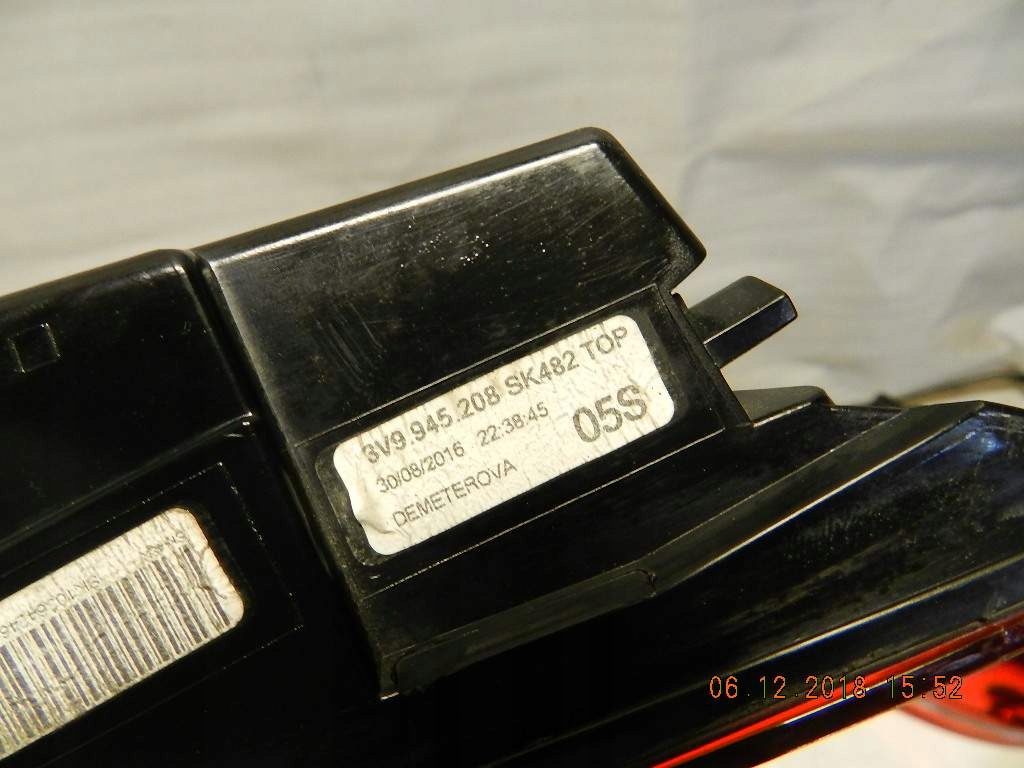 3V9.945.208 SK482 TOP
30/08/2016 22:38:45
05S
DEMETEROVA
06.12.2018 15:52